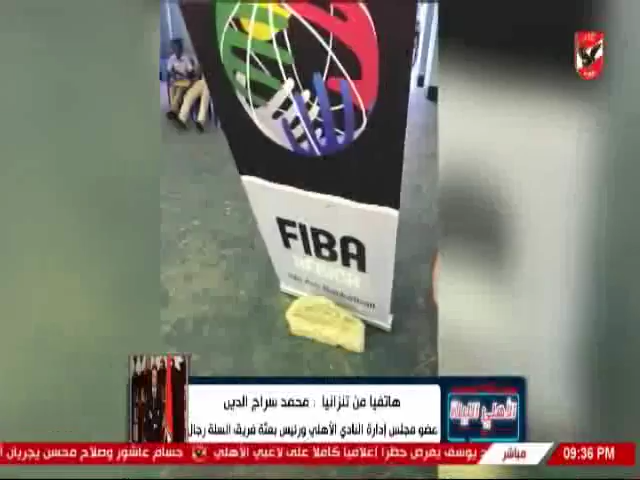 FIBA
هاتفيا من تنزانيا : محمد سراج الدين
عضو مجلس إدارة النادي الأهلي ورئيس بعثة فريق السلة رجال
الأهلي الليلة
يوسف يفرض حظرا إعلاميا كاملا على لاعبي الأهلي
حسام عاشور وصلاح محسن يجريان
مباشر
09:36 PM